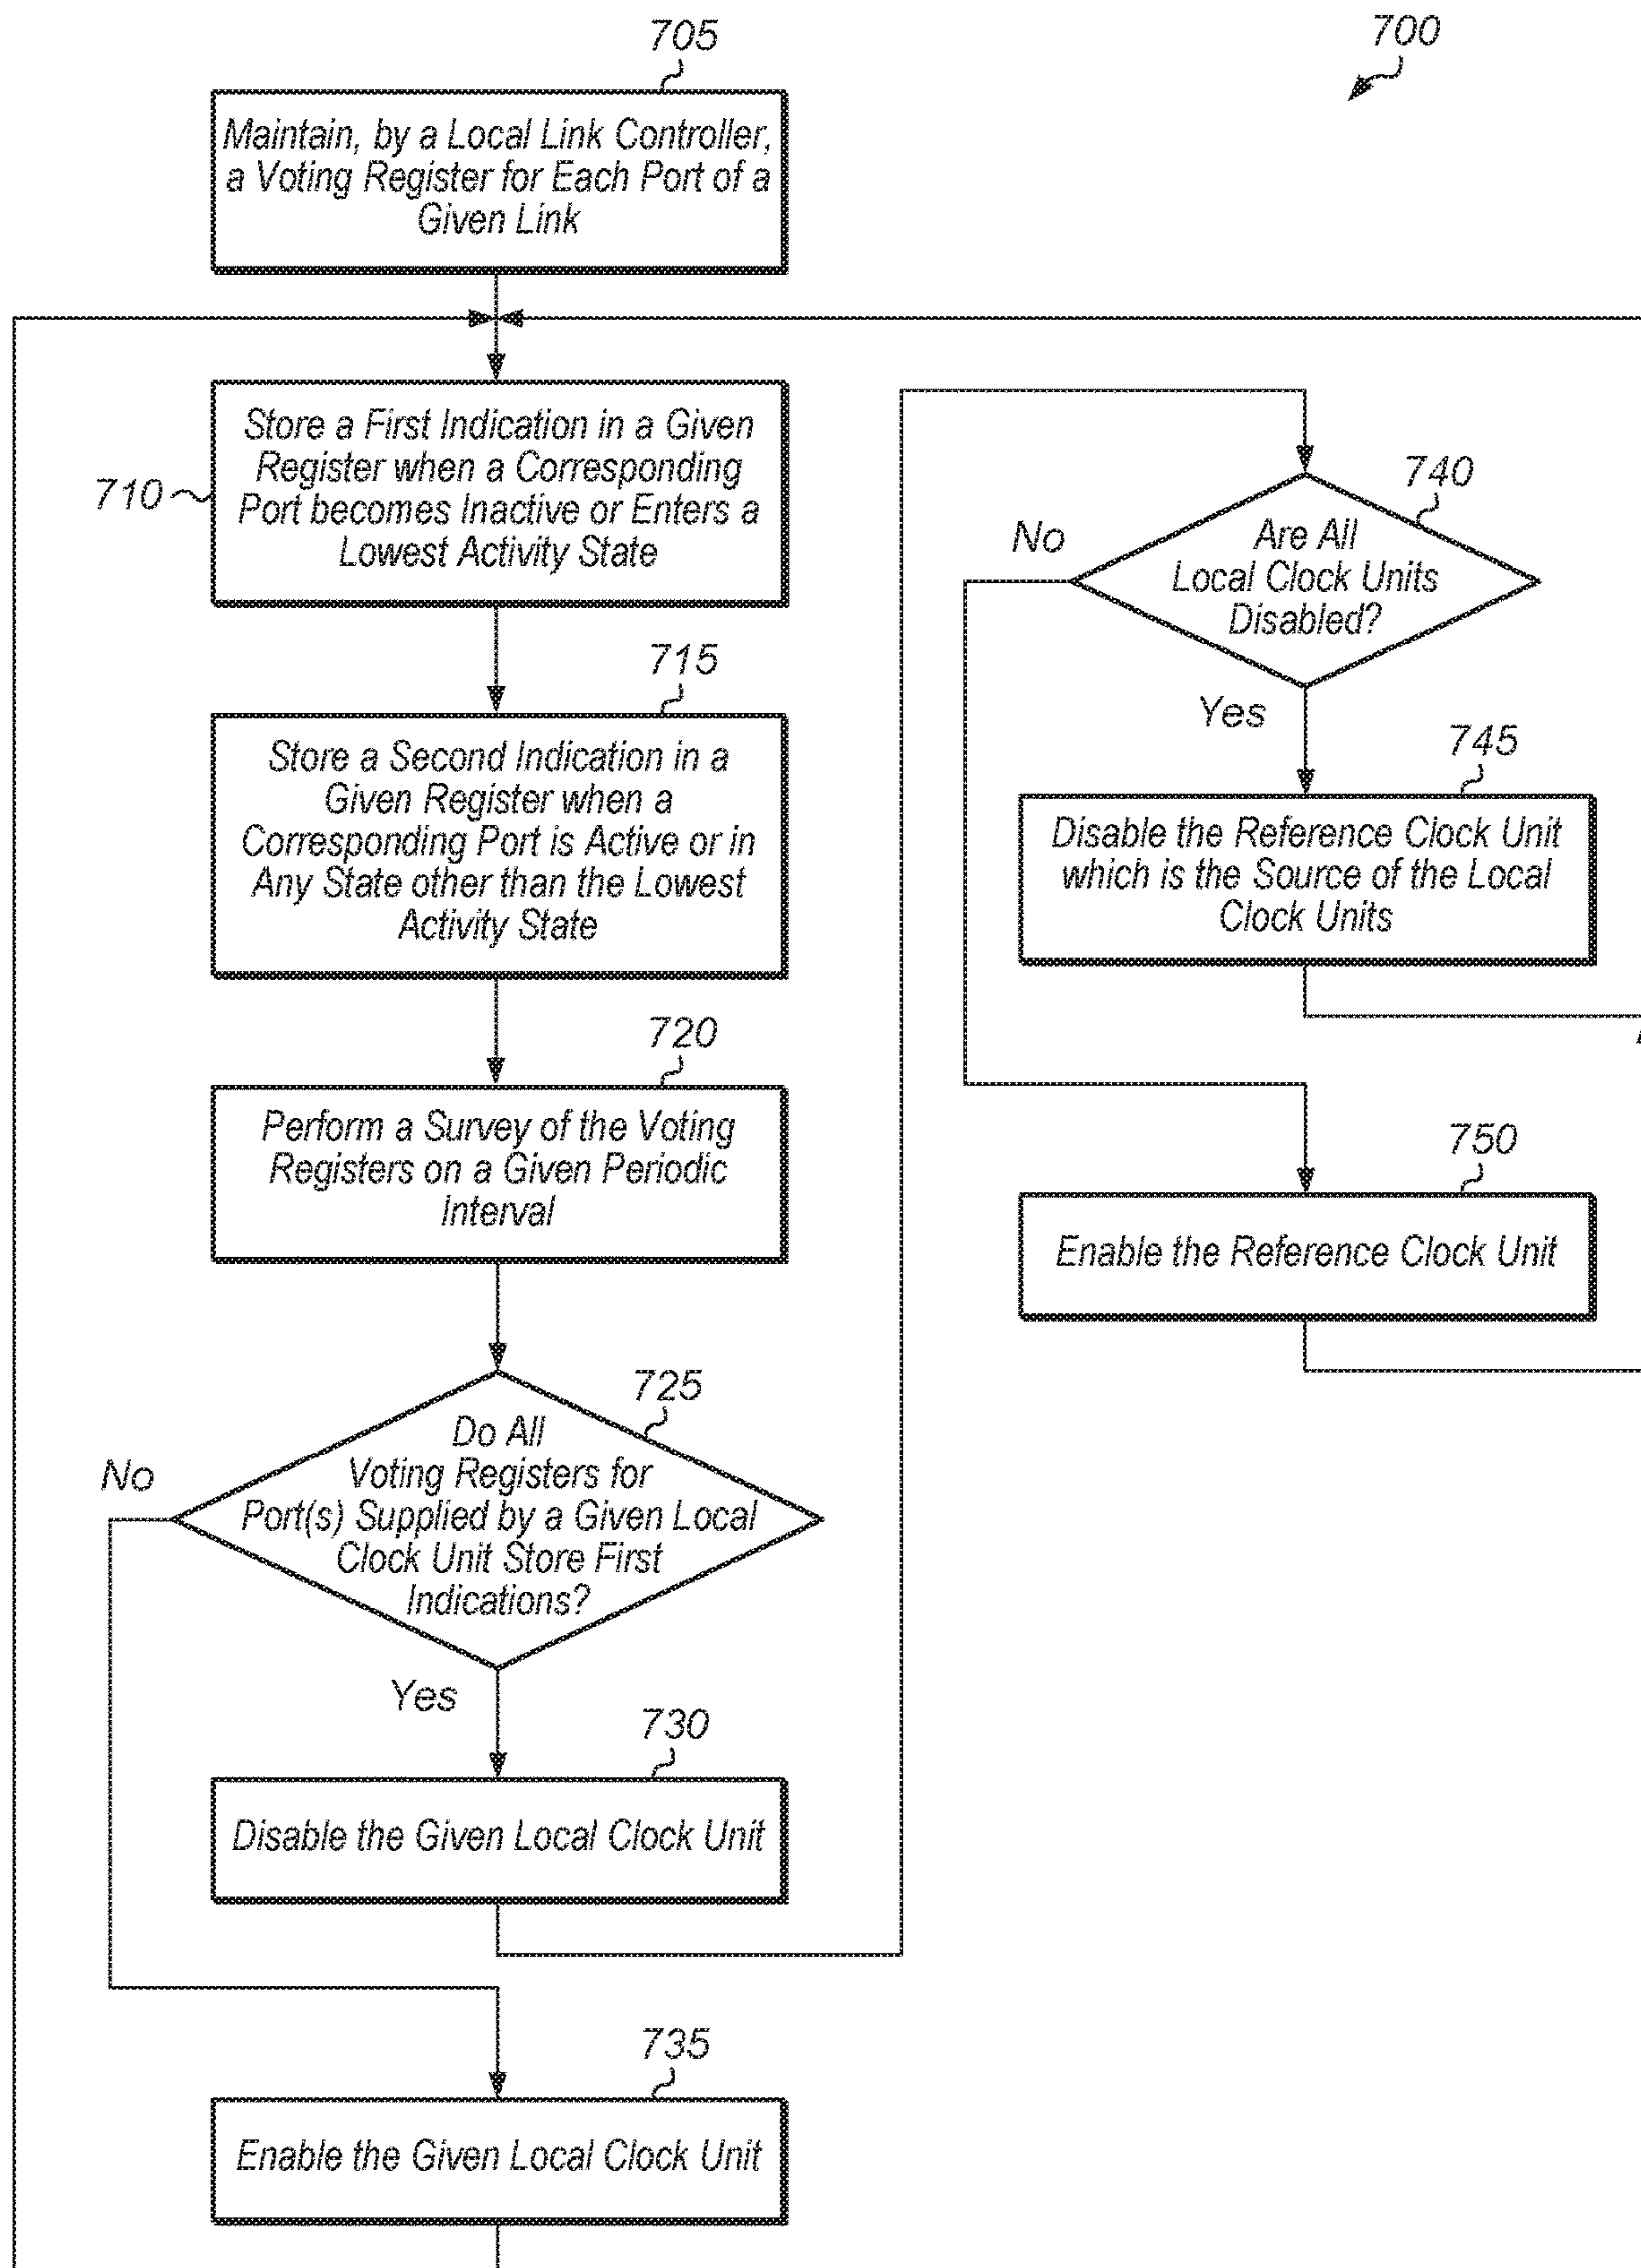 705
700
Maintain, by a Local Link Controller,
a Voting Register for Each Port of a
Given Link
710
Store a First Indication in a Given
Register when a Corresponding
Port becomes Inactive or Enters a
Lowest Activity State
715
Store a Second Indication in a
Given Register when a
Corresponding Port is Active or in
Any State other than the Lowest
Activity State
720
Perform a Survey of the Voting
Registers on a Given Periodic
Interval
725
Do All
Voting Registers for
Port(s) Supplied by a Given Local
Clock Unit Store First
Indications?
No
Yes
730
Disable the Given Local Clock Unit
735
Enable the Given Local Clock Unit
740
Are All
Local Clock Units
Disabled?
No
Yes
745
Disable the Reference Clock Unit
which is the Source of the Local
Clock Units
750
Enable the Reference Clock Unit